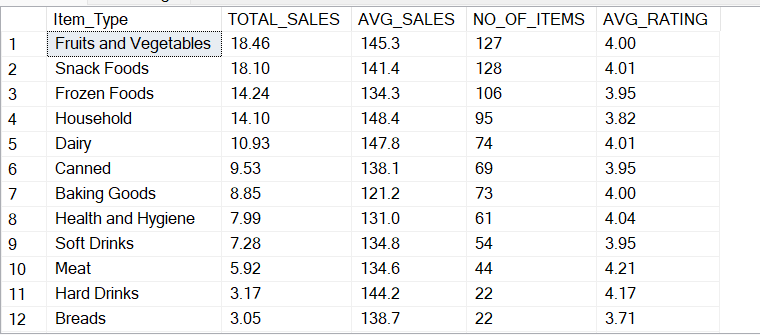 Item_Type TOTAL_SALES AVG_SALES NO_OF_ITEMS AVG_RATING
1 Fruits and Vegetables 18.46 145.3 127 4.00
2 Snack Foods 18.10 141.4 128 4.01
3 Frozen Foods 14.24 134.3 106 3.95
4 Household 14.10 148.4 95 3.82
5 Dairy 10.93 147.8 74 4.01
6 Canned 9.53 138.1 69 3.95
7 Baking Goods 8.85 121.2 73 4.00
8 Health and Hygiene 7.99 131.0 61 4.04
9 Soft Drinks 7.28 134.8 54 3.95
10 Meat 5.92 134.6 44 4.21
11 Hard Drinks 3.17 144.2 22 4.17
12 Breads 3.05 138.7 22 3.71